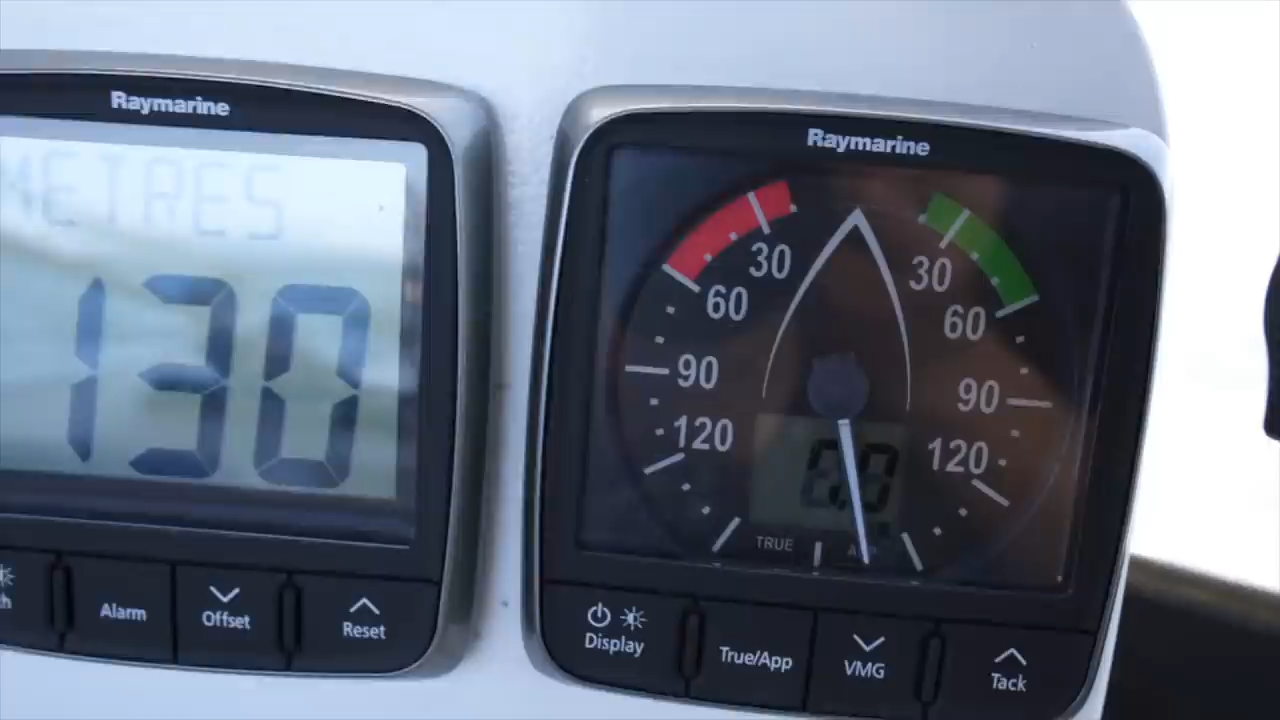 Raymarine
METRES
130
Alarm
Offset
Reset
Raymarine
30
30
60
60
90
90
120
120
TRUE
Display
True/App
VMG
Tack